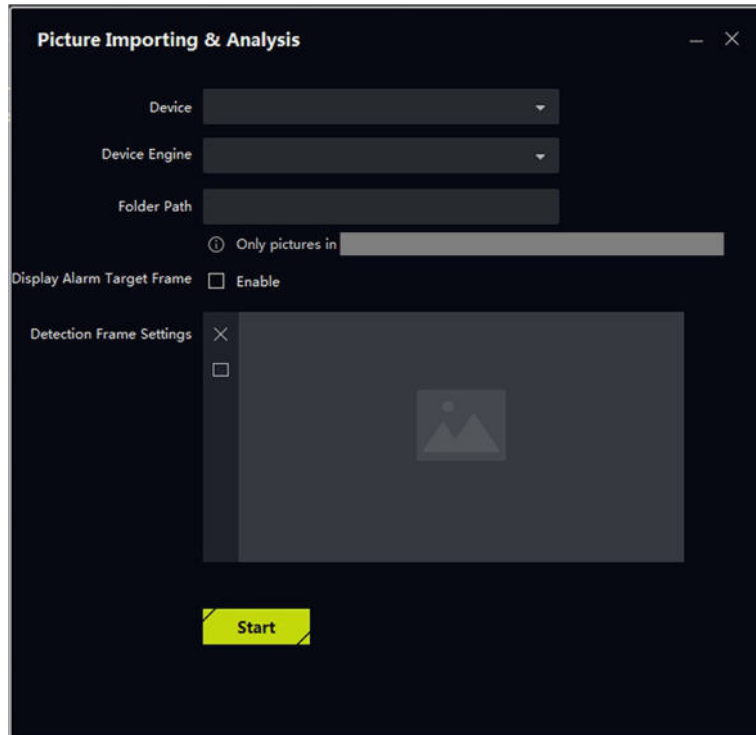 Picture Importing & Analysis
Device
Device Engine
Folder Path
Only pictures in
Display Alarm Target Frame
Enable
Detection Frame Settings
Start